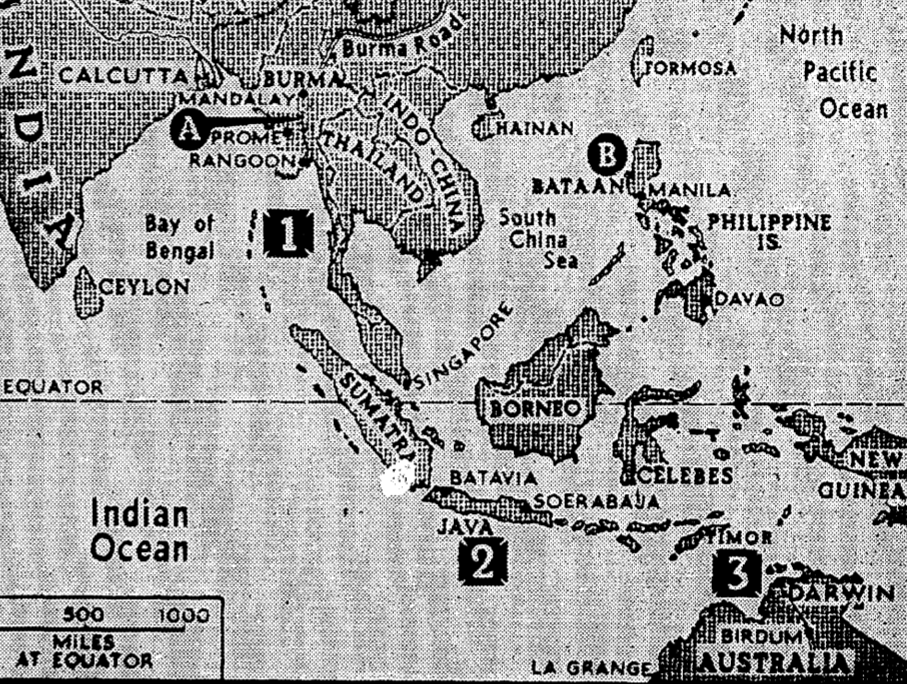 Burma Road
North
Pacific
Ocean
INDIA
CALCUTTA
BURMA
FORMOSA
MANDALAY
A
PROME
RANGOON
INDO-CHINA
THAILAND
HAINAN
B
BATAAN
MANILA
Bay of
Bengal
1
South
China
Sea
PHILIPPINE
IS.
CEYLON
DAVAO
SINGAPORE
EQUATOR
SUMATRA
BORNEO
NEW
GUINEA
CELEBES
BATAVIA
SOERABAJA
JAVA
2
Indian
Ocean
TIMOR
3
DARWIN
500 1000
MILES
AT EQUATOR
BIRDUM
LA GRANGE
AUSTRALIA